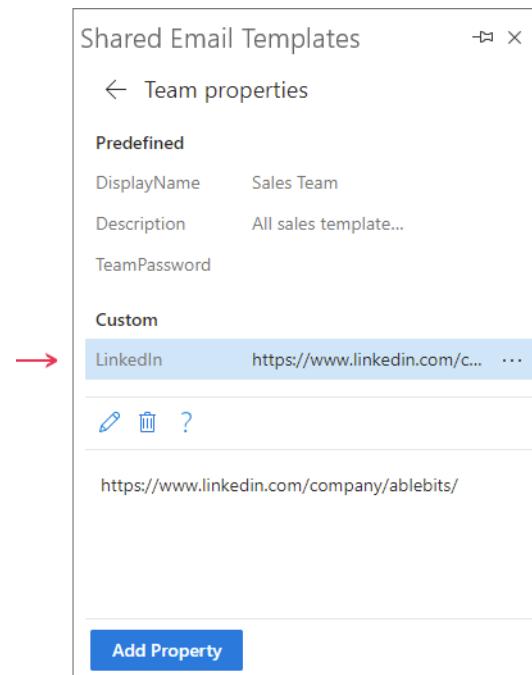 Shared Email Templates
Team properties
Predefined
DisplayName Sales Team
Description All sales template...
TeamPassword
Custom
LinkedIn https://www.linkedin.com/c... ...
?
https://www.linkedin.com/company/ablebits/
Add Property